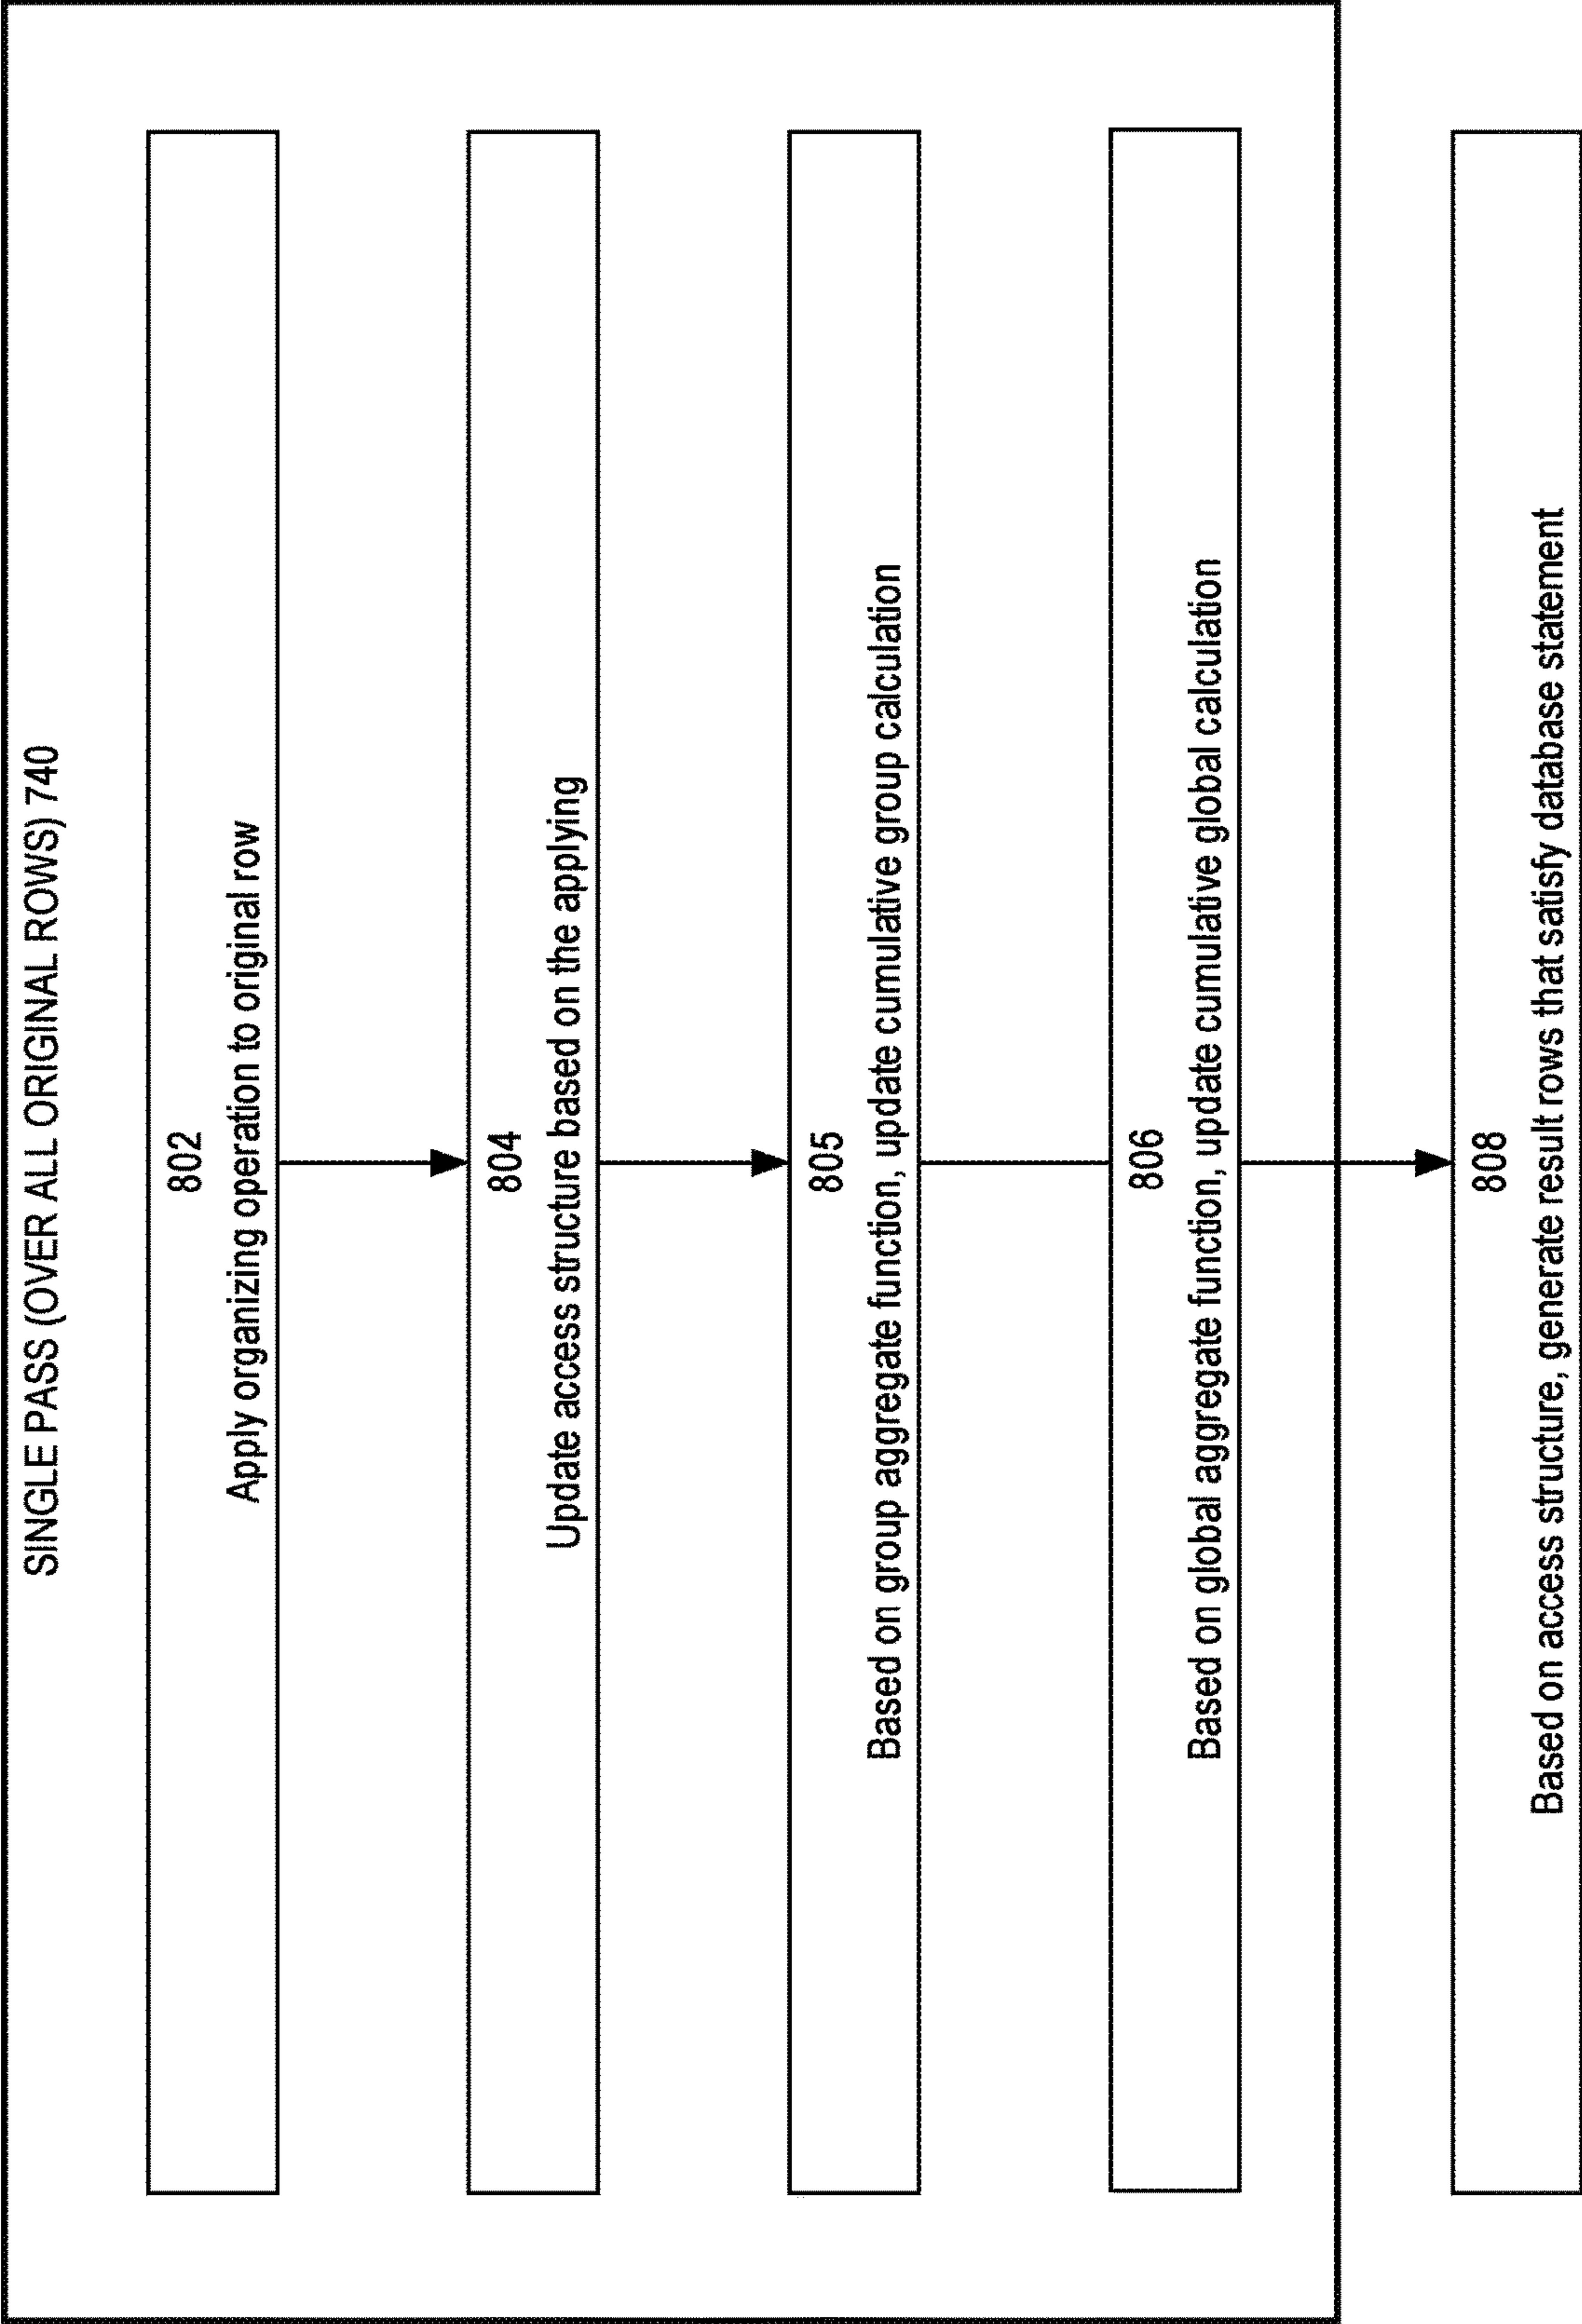 SINGLE PASS (OVER ALL ORIGINAL ROWS) 740
802
Apply organizing operation to original row
804
Update access structure based on the applying
805
Based on group aggregate function, update cumulative group calculation
806
Based on global aggregate function, update cumulative global calculation
808
Based on access structure, generate result rows that satisfy database statement